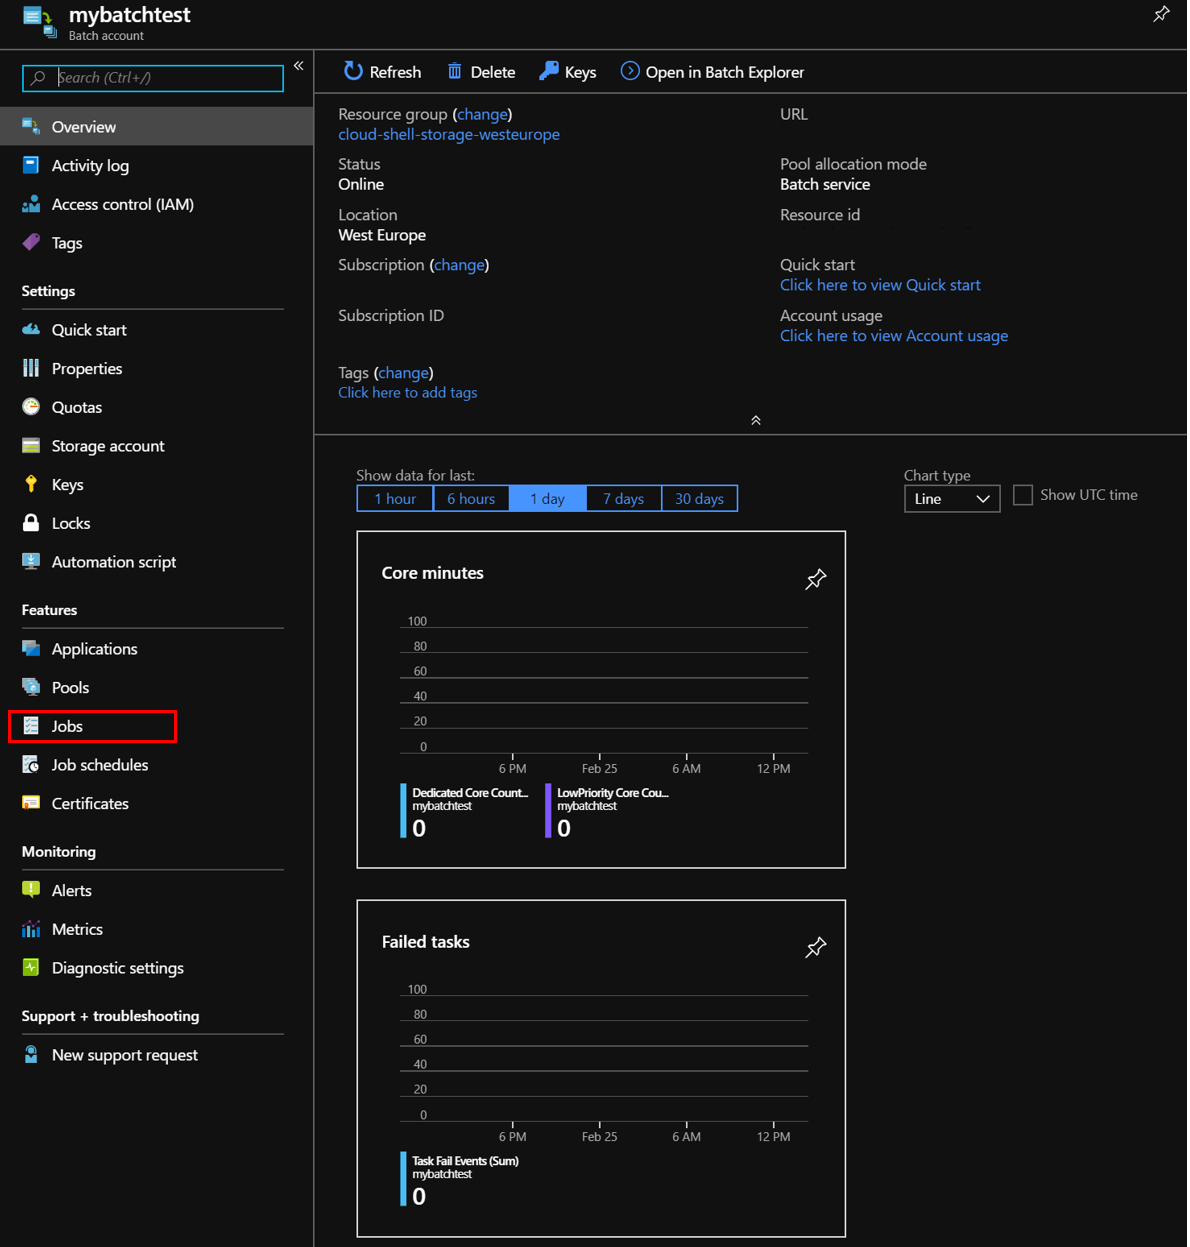 mybatchtest
Batch account
Search (Ctrl+/)
«
Overview
Activity log
Access control (IAM)
Tags
Settings
Quick start
Properties
Quotas
Storage account
Keys
Locks
Automation script
Features
Applications
Pools
Jobs
Job schedules
Certificates
Monitoring
Alerts
Metrics
Diagnostic settings
Support + troubleshooting
New support request
Refresh Delete Keys Open in Batch Explorer
Resource group (change)
cloud-shell-storage-westeurope
Status
Online
Location
West Europe
Subscription (change)
Subscription ID
Tags (change)
Click here to add tags
URL
Pool allocation mode
Batch service
Resource id
Quick start
Click here to view Quick start
Account usage
Click here to view Account usage
Show data for last:
1 hour 6 hours 1 day 7 days 30 days
Chart type
Line
Show UTC time
Core minutes
100
80
60
40
20
0
6 PM Feb 25 6 AM 12 PM
Dedicated Core Count...
mybatchtest
0
LowPriority Core Cou...
mybatchtest
0
Failed tasks
100
80
60
40
20
0
6 PM Feb 25 6 AM 12 PM
Task Fail Events (Sum)
mybatchtest
0